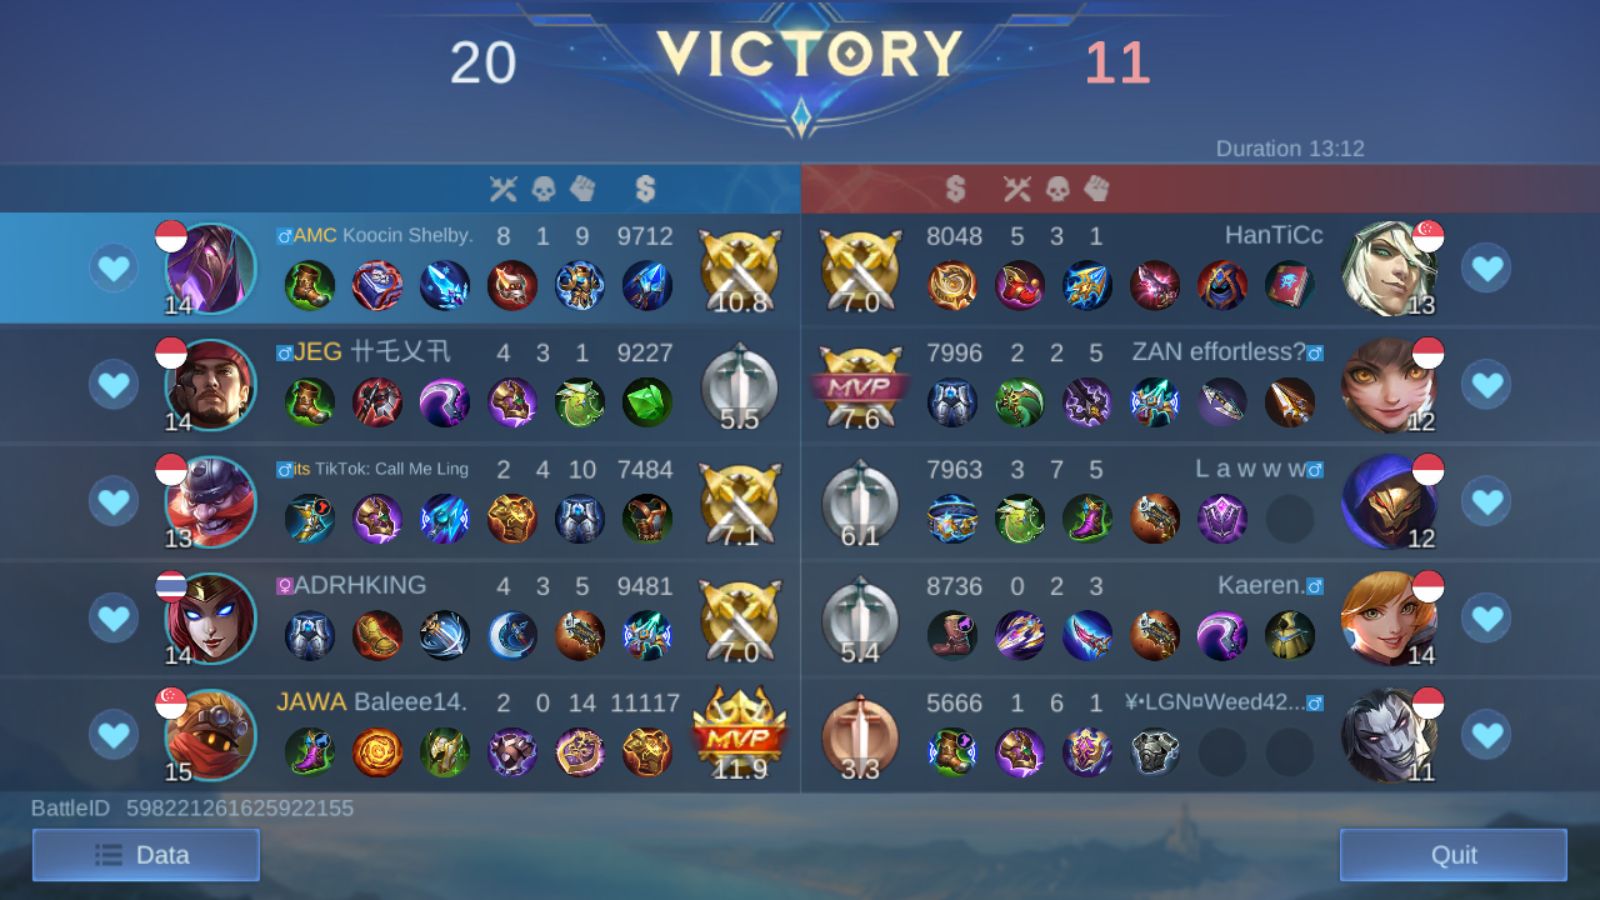 20 VICTORY 11
Duration 13:12
AMC Koocin Shelby. 8 1 9 9712 10.8 14
7.0 8048 5 3 1 HanTiCc 13
JEG 卄乇乂卂 4 3 1 9227 5.5 14
MVP 7.6 7996 2 2 5 ZAN effortless? 12
its TikTok: Call Me Ling 2 4 10 7484 7.1 13
6.1 7963 3 7 5 L a w w w 12
ADRHKING 4 3 5 9481 7.0 14
5.4 8736 0 2 3 Kaeren. 14
JAWA Baleee14. 2 0 14 11117 MVP 11.9 15
3.3 5666 1 6 1 ¥•LGN¤Weed42... 11
BattleID 598221261625922155
Data
Quit